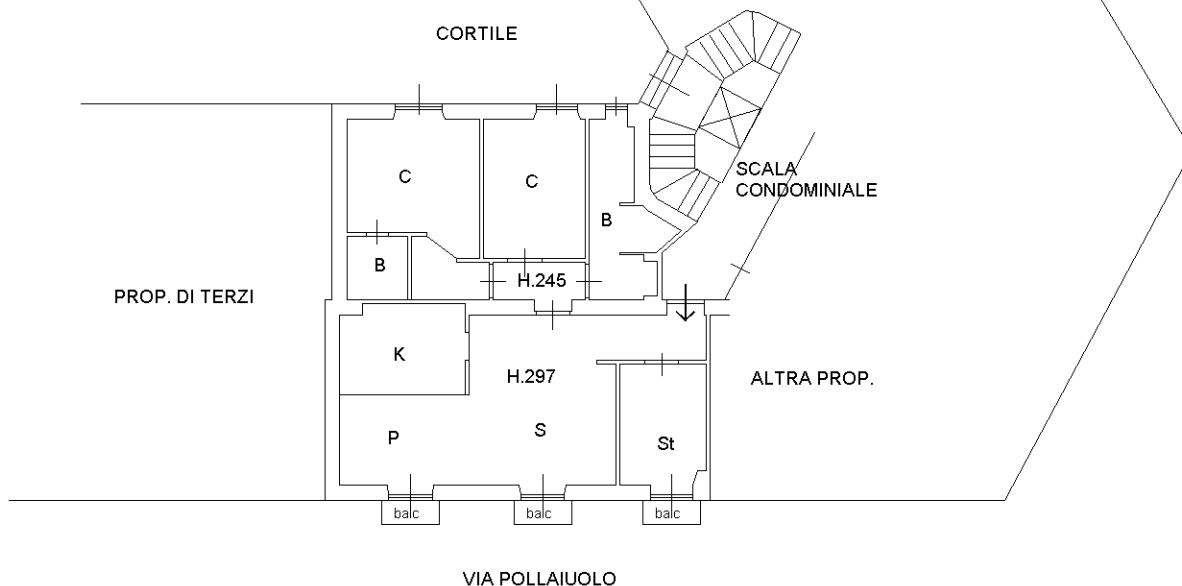 CORTILE
SCALA
CONDOMINIALE
C
C
B
B
H.245
PROP. DI TERZI
K
H.297
ALTRA PROP.
P
S
St
balc
balc
balc
VIA POLLAIUOLO